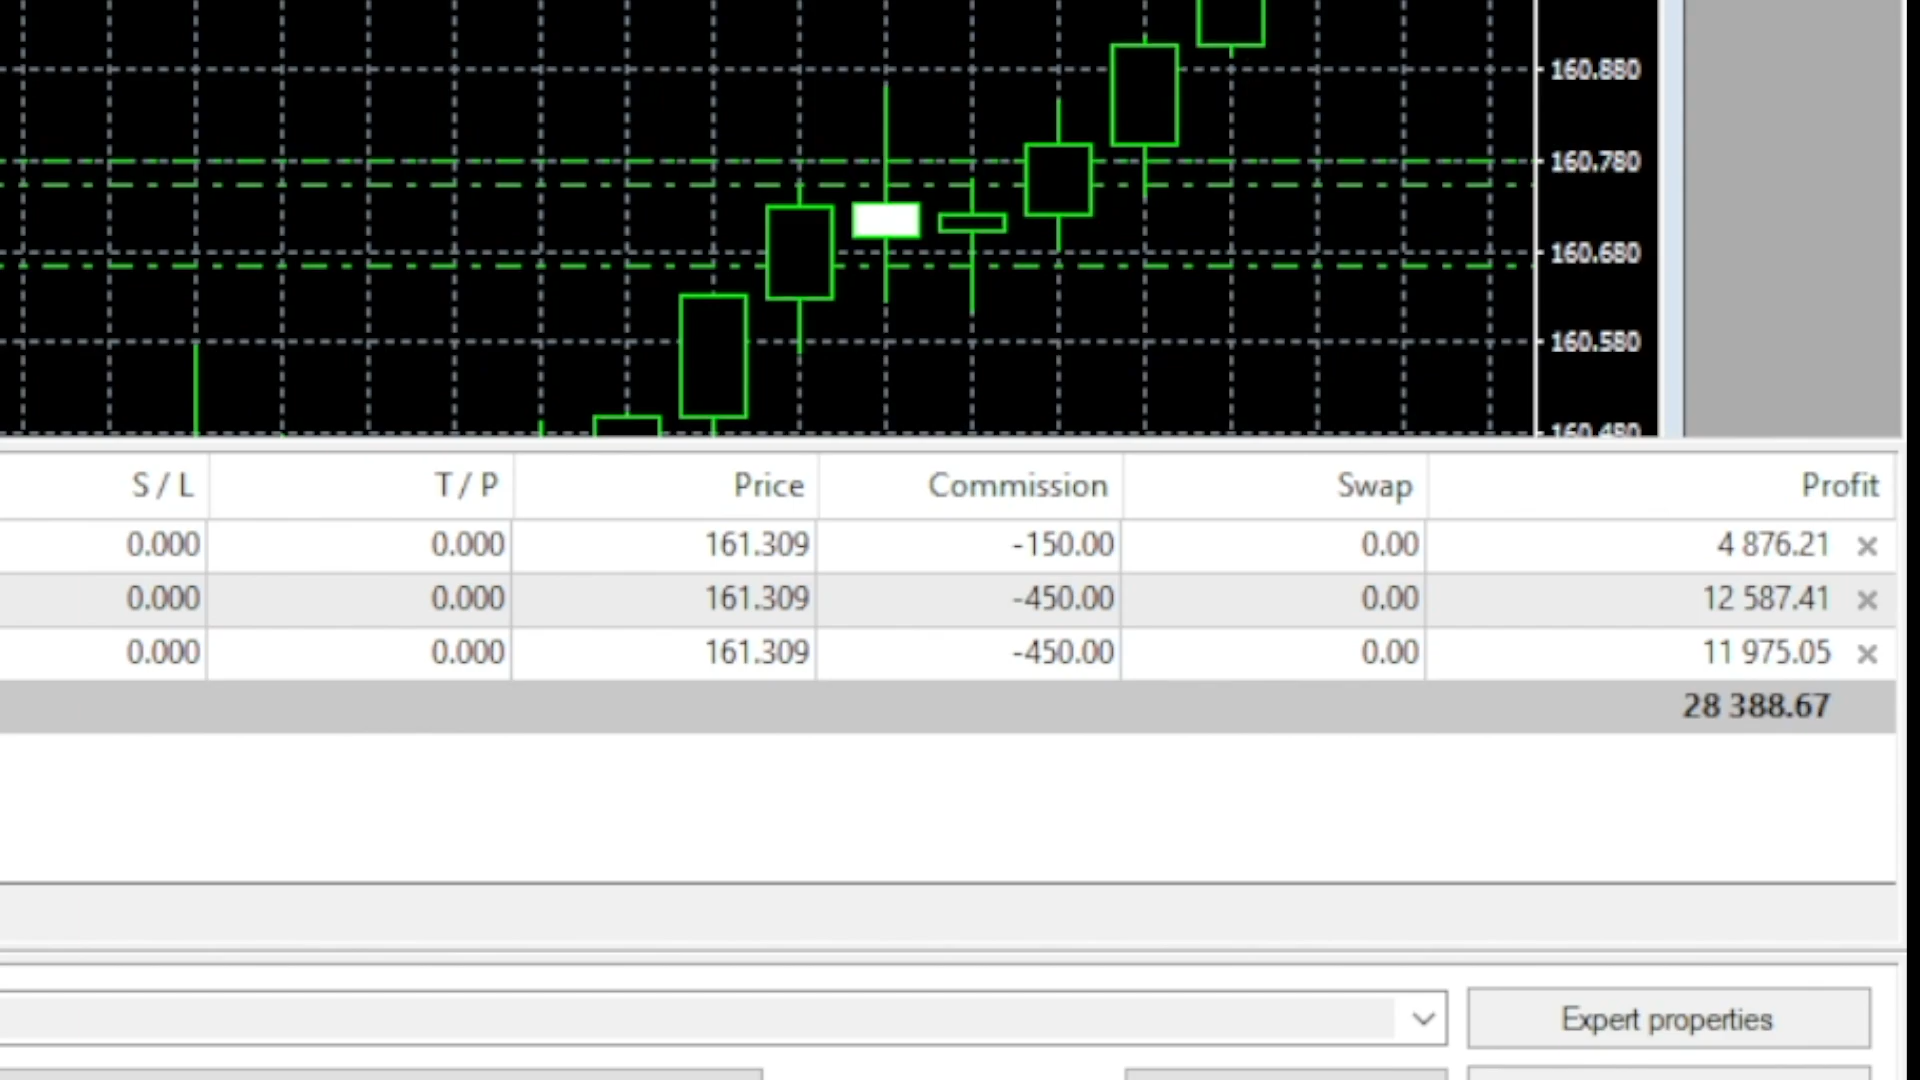 160.880
160.780
160.680
160.580
160.480
S / L T / P Price Commission Swap Profit
0.000 0.000 161.309 -150.00 0.00 4 876.21
0.000 0.000 161.309 -450.00 0.00 12 587.41
0.000 0.000 161.309 -450.00 0.00 11 975.05
28 388.67
Expert properties